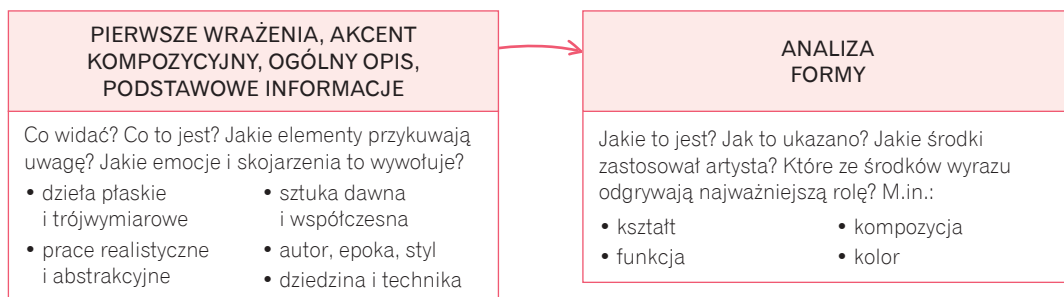 PIERWSZE WRAŻENIA, AKCENT
KOMPOZYCYJNY, OGÓLNY OPIS,
PODSTAWOWE INFORMACJE
Co widać? Co to jest? Jakie elementy przykuwają
uwagę? Jakie emocje i skojarzenia to wywołuje?
• dzieła płaskie
i trójwymiarowe
• prace realistyczne
i abstrakcyjne
• sztuka dawna
i współczesna
• autor, epoka, styl
• dziedzina i technika
ANALIZA
FORMY
Jakie to jest? Jak to ukazano? Jakie środki
zastosował artysta? Które ze środków wyrazu
odgrywają najważniejszą rolę? M.in.:
• kształt
• funkcja
• kompozycja
• kolor